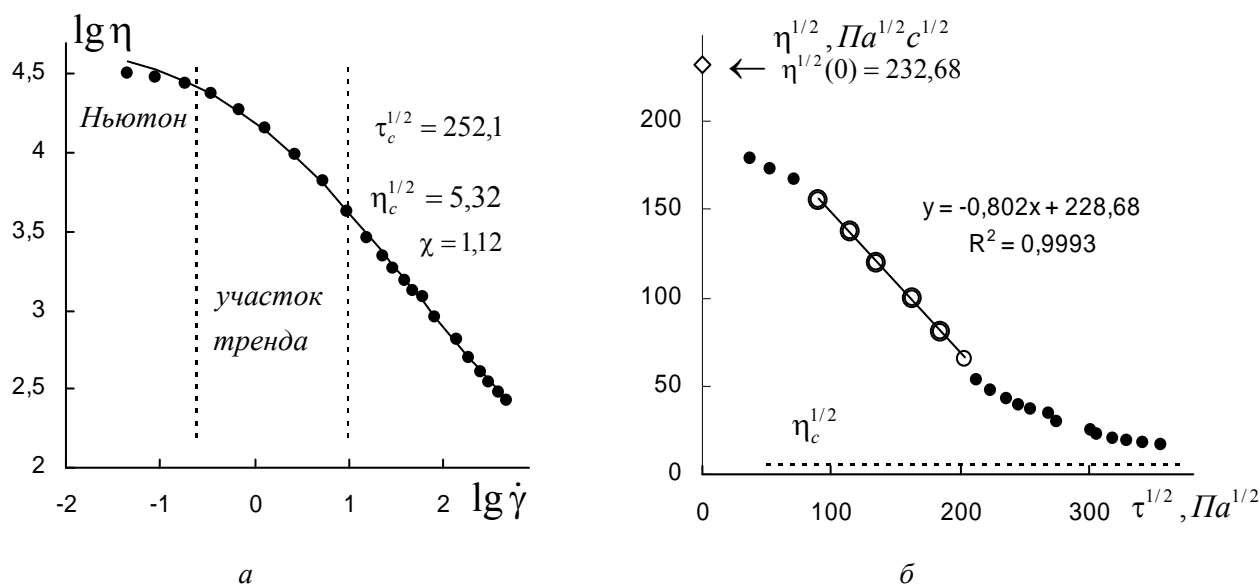 lg η
4,5
4
3,5
3
2,5
2
-2
-1
0
1
2
lg γ̇
Ньютон
участок
тренда
τ_c^{1/2} = 252,1
η_c^{1/2} = 5,32
χ = 1,12
а
η^{1/2}, Па^{1/2}с^{1/2}
← η^{1/2}(0) = 232,68
200
150
100
50
0
y = -0,802x + 228,68
R² = 0,9993
η_c^{1/2}
0
100
200
300
τ^{1/2}, Па^{1/2}
б